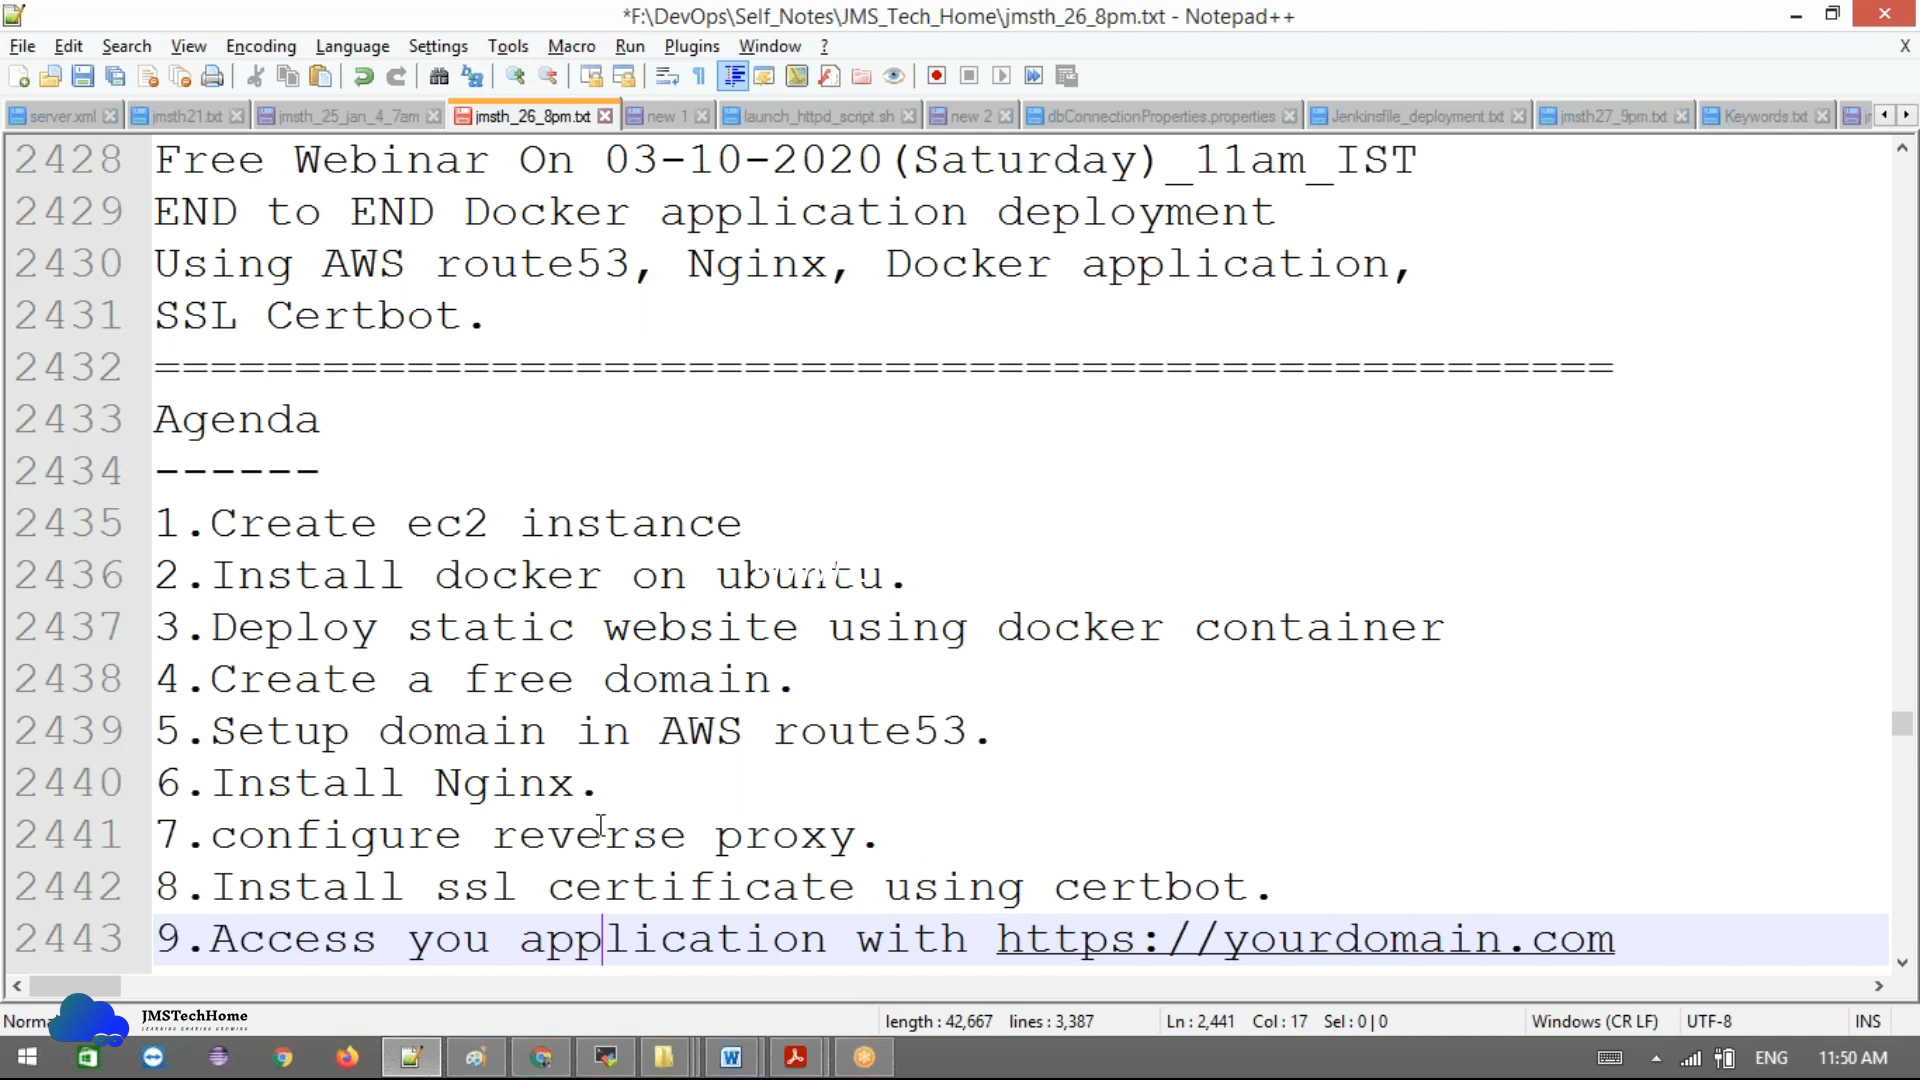 *F:\DevOps\Self_Notes\JMS_Tech_Home\jmsth_26_8pm.txt - Notepad++
File Edit Search View Encoding Language Settings Tools Macro Run Plugins Window ? X
server.xml jmsth21.txt jmsth_25_jan_4_7am jmsth_26_8pm.txt new 1 launch_httpd_script.sh new 2 dbConnectionProperties.properties Jenkinsfile_deployment.txt jmsth27_9pm.txt Keywords.txt
2428 Free Webinar On 03-10-2020(Saturday)_11am_IST
2429 END to END Docker application deployment
2430 Using AWS route53, Nginx, Docker application,
2431 SSL Certbot.
2432 ====================================================
2433 Agenda
2434 ------
2435 1.Create ec2 instance
2436 2.Install docker on ubuntu.
2437 3.Deploy static website using docker container
2438 4.Create a free domain.
2439 5.Setup domain in AWS route53.
2440 6.Install Nginx.
2441 7.configure reverse proxy.
2442 8.Install ssl certificate using certbot.
2443 9.Access you application with https://yourdomain.com
JMSTechHome
LEARNING SHARING GROWING
length : 42,667 lines : 3,387 Ln : 2,441 Col : 17 Sel : 0 | 0 Windows (CR LF) UTF-8 INS
ENG 11:50 AM